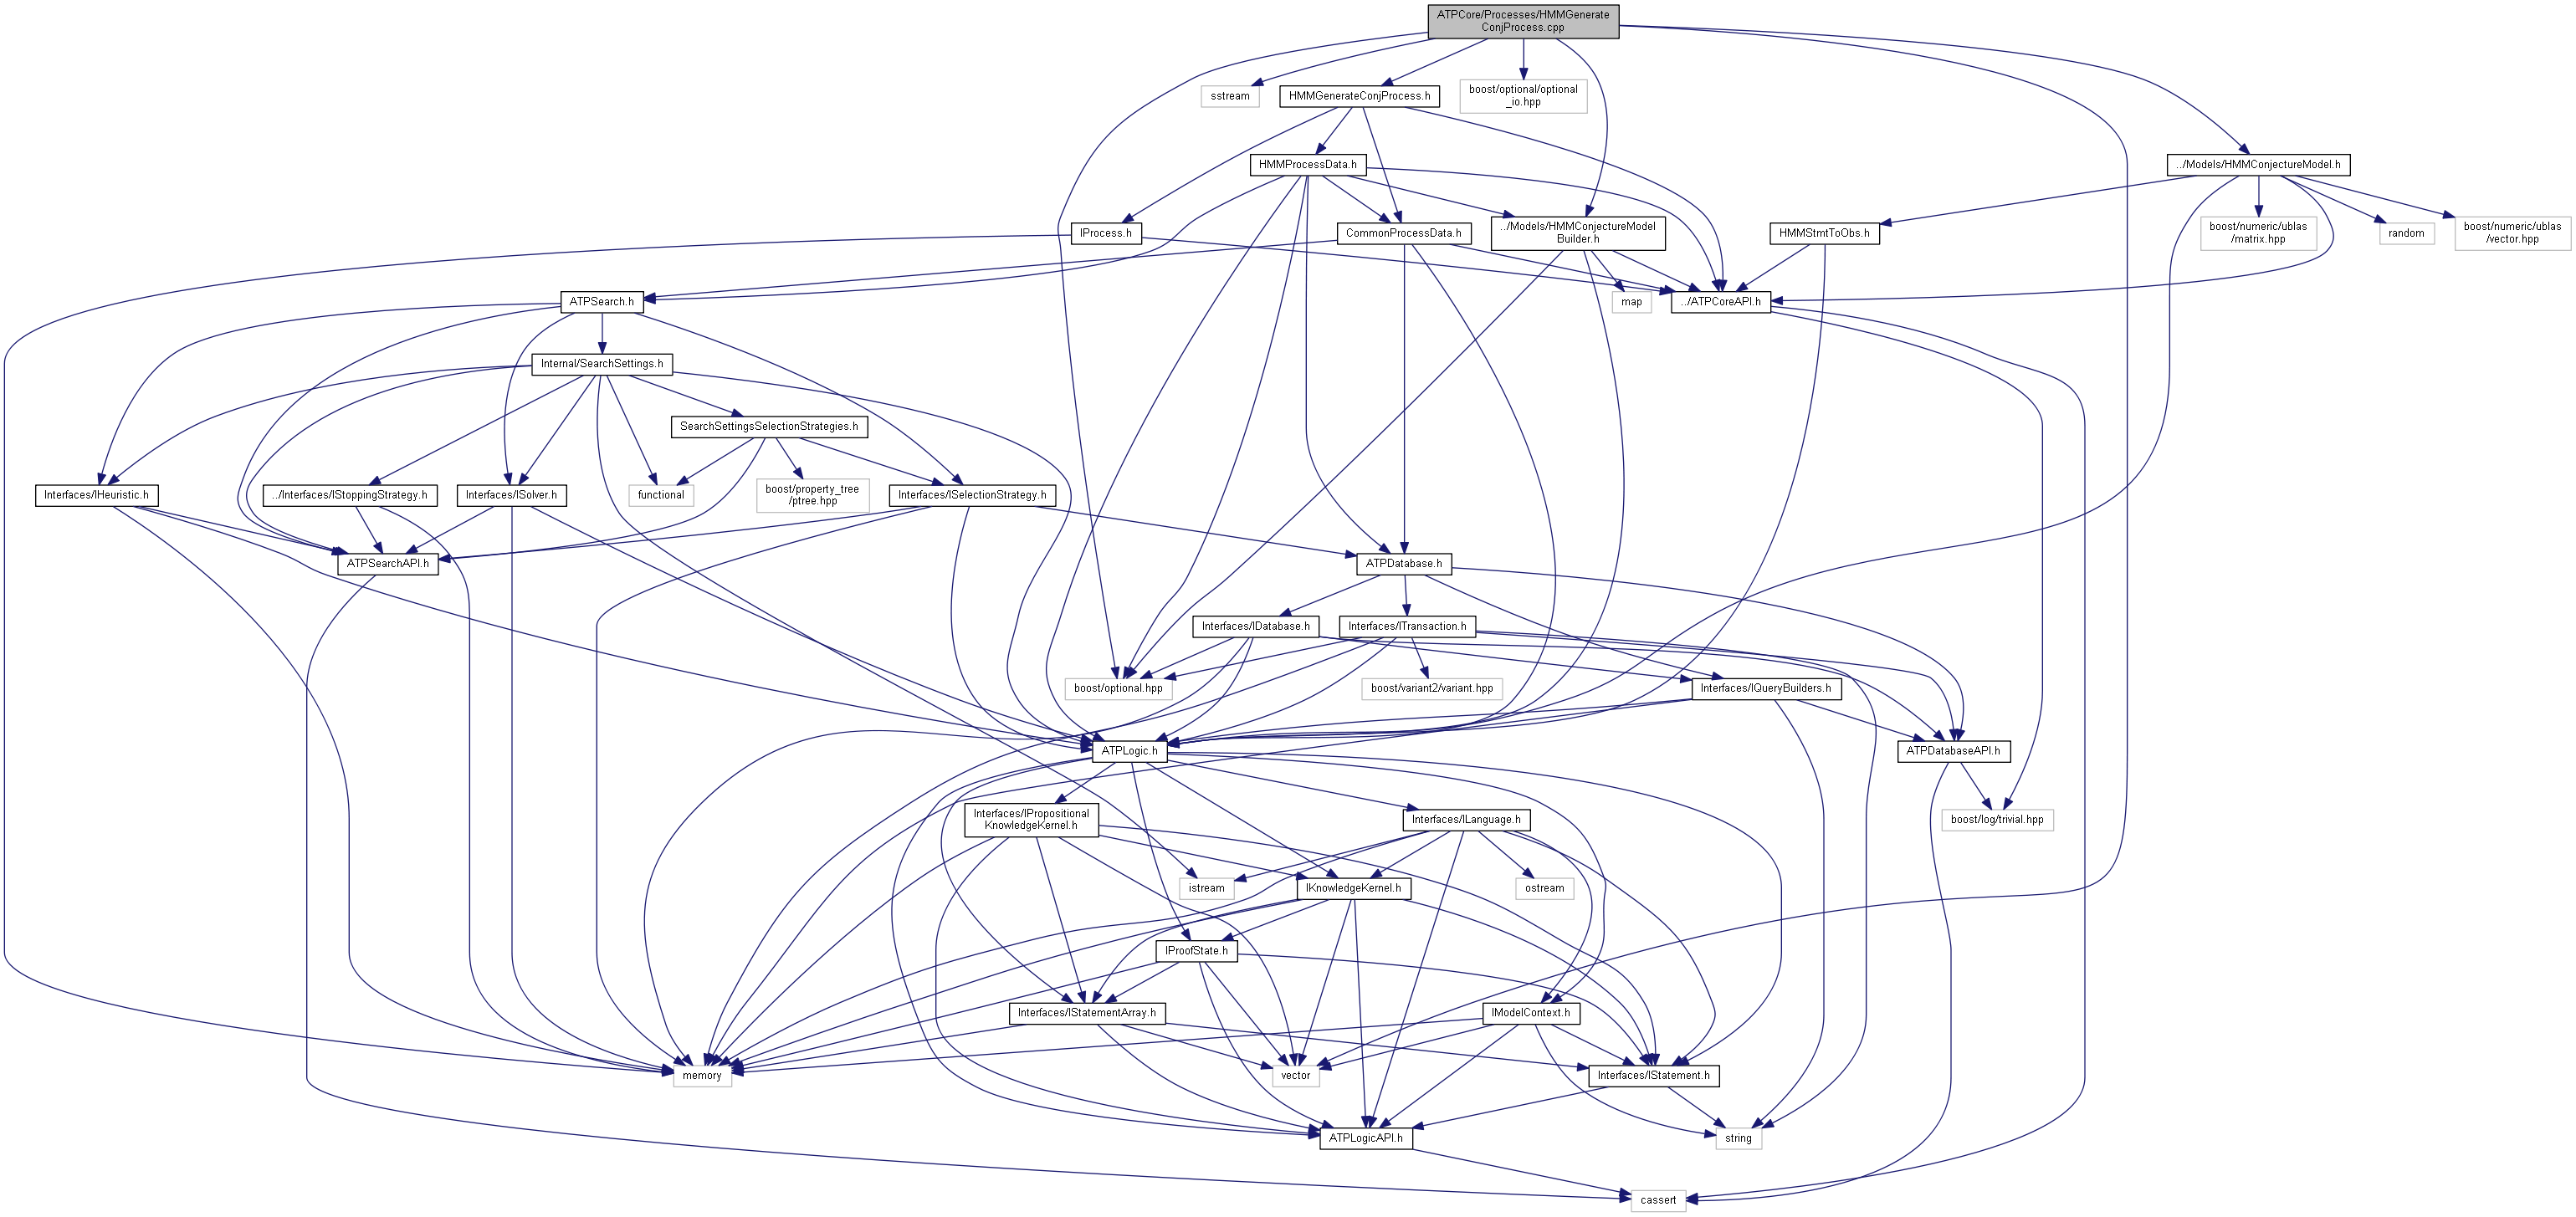 ATPCore/Processes/HMMGenerate
ConjProcess.cpp
sstream
HMMGenerateConjProcess.h
boost/optional/optional
_io.hpp
HMMProcessData.h
../Models/HMMConjectureModel.h
IProcess.h
CommonProcessData.h
../Models/HMMConjectureModel
Builder.h
HMMStmtToObs.h
boost/numeric/ublas
/matrix.hpp
random
boost/numeric/ublas
/vector.hpp
ATPSearch.h
map
../ATPCoreAPI.h
Internal/SearchSettings.h
SearchSettingsSelectionStrategies.h
Interfaces/IHeuristic.h
../Interfaces/IStoppingStrategy.h
Interfaces/ISolver.h
functional
boost/property_tree
/ptree.hpp
Interfaces/ISelectionStrategy.h
ATPSearchAPI.h
ATPDatabase.h
Interfaces/IDatabase.h
Interfaces/ITransaction.h
boost/optional.hpp
boost/variant2/variant.hpp
Interfaces/IQueryBuilders.h
ATPLogic.h
ATPDatabaseAPI.h
Interfaces/IPropositional
KnowledgeKernel.h
Interfaces/ILanguage.h
boost/log/trivial.hpp
istream
IKnowledgeKernel.h
ostream
IProofState.h
Interfaces/IStatementArray.h
IModelContext.h
memory
vector
Interfaces/IStatement.h
ATPLogicAPI.h
string
cassert